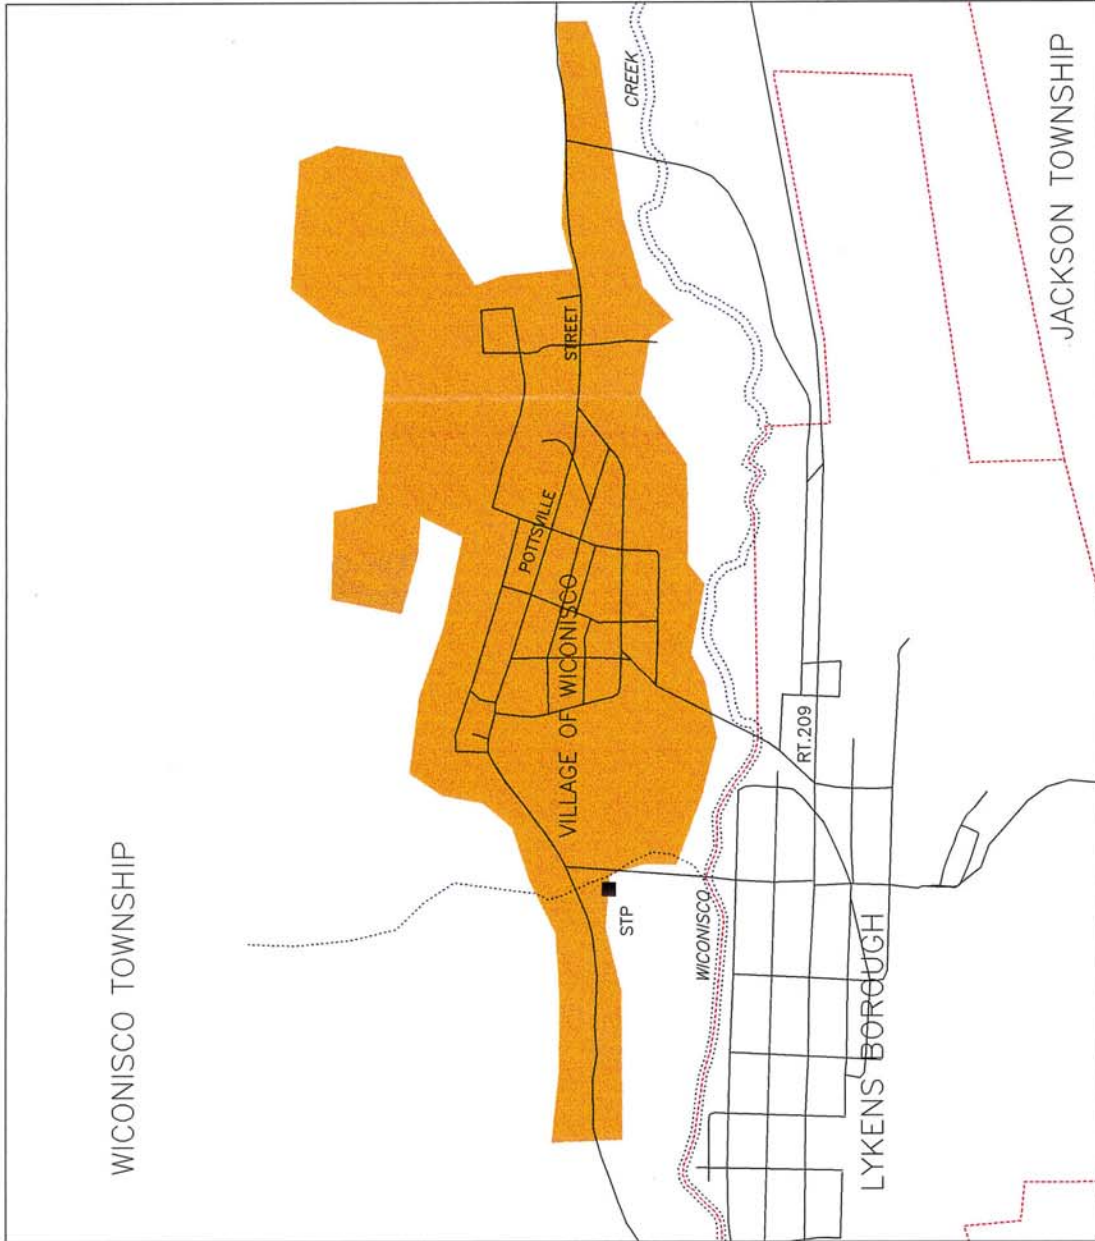 WICONISCO TOWNSHIP
VILLAGE OF WICONISCO
POTTSVILLE
STREET
CREEK
STP
WICONISCO
RT.209
LYKENS BOROUGH
JACKSON TOWNSHIP